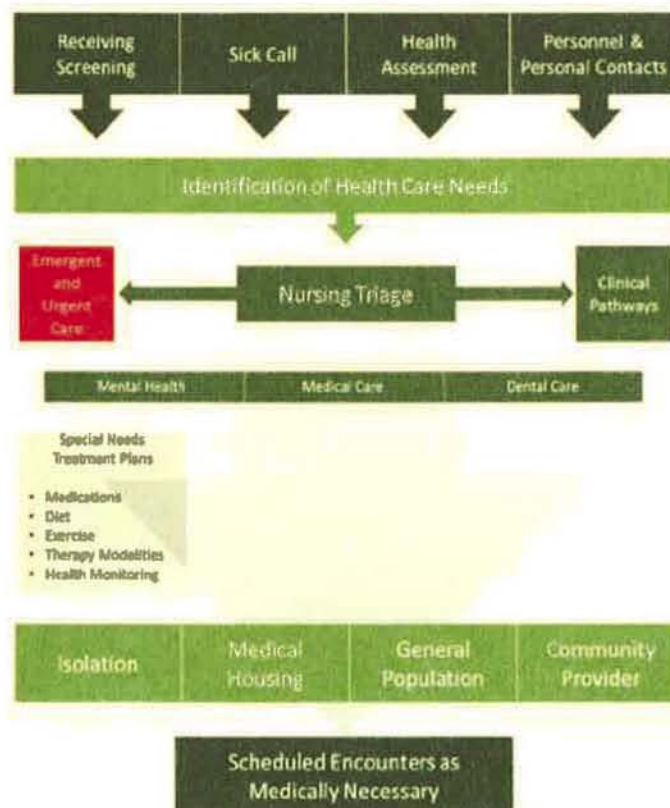 Receiving
Screening
Sick Call
Health
Assessment
Personnel &
Personal Contacts
Identification of Health Care Needs
Emergent
and
Urgent
Care
Nursing Triage
Clinical
Pathways
Mental Health
Medical Care
Dental Care
Special Needs
Treatment Plans
• Medications
• Diet
• Exercise
• Therapy Modalities
• Health Monitoring
Isolation
Medical
Housing
General
Population
Community
Provider
Scheduled Encounters as
Medically Necessary